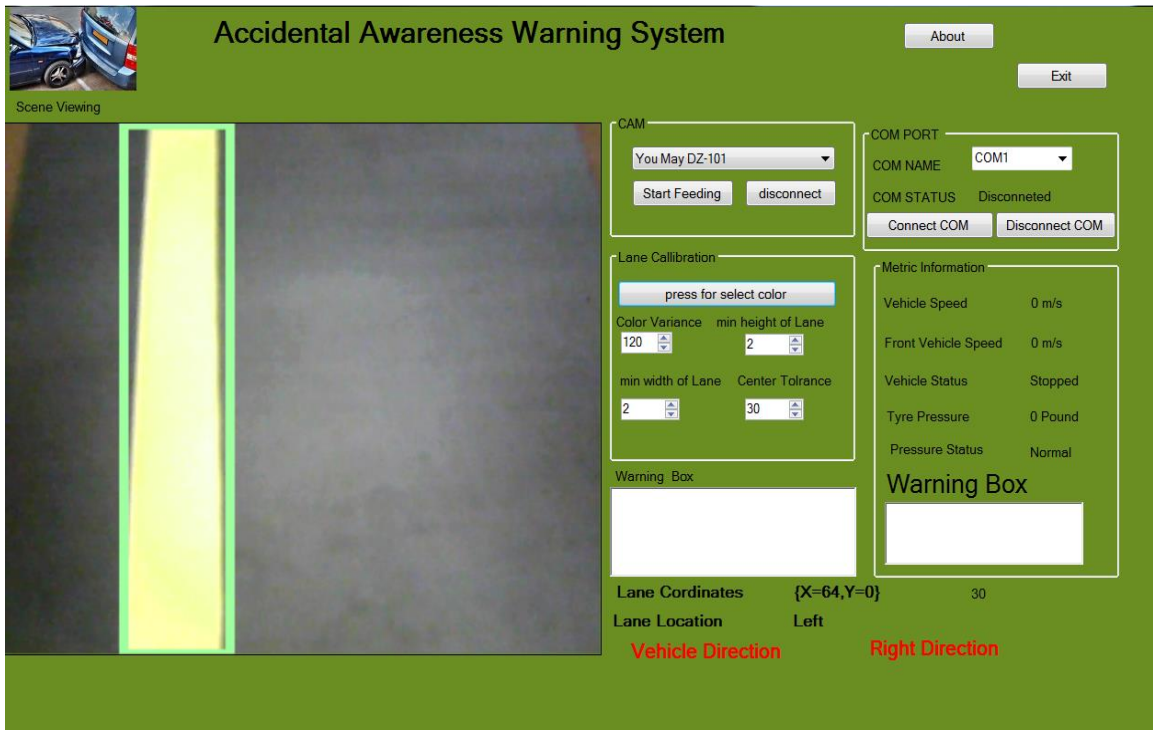 Accidental Awareness Warning System
About
Exit
Scene Viewing
CAM
You May DZ-101
Start Feeding
disconnect
COM PORT
COM NAME
COM1
COM STATUS
Disconneted
Connect COM
Disconnect COM
Lane Callibration
press for select color
Color Variance
min height of Lane
120
2
min width of Lane
Center Tolrance
2
30
Metric Information
Vehicle Speed
0 m/s
Front Vehicle Speed
0 m/s
Vehicle Status
Stopped
Tyre Pressure
0 Pound
Pressure Status
Normal
Warning Box
Warning Box
Lane Cordinates
{X=64,Y=0}
30
Lane Location
Left
Vehicle Direction
Right Direction